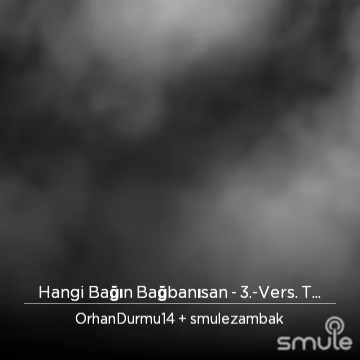 Hangi Bağın Bağbanısan - 3.-Vers. T...
OrhanDurmu14 + smulezambak
smule